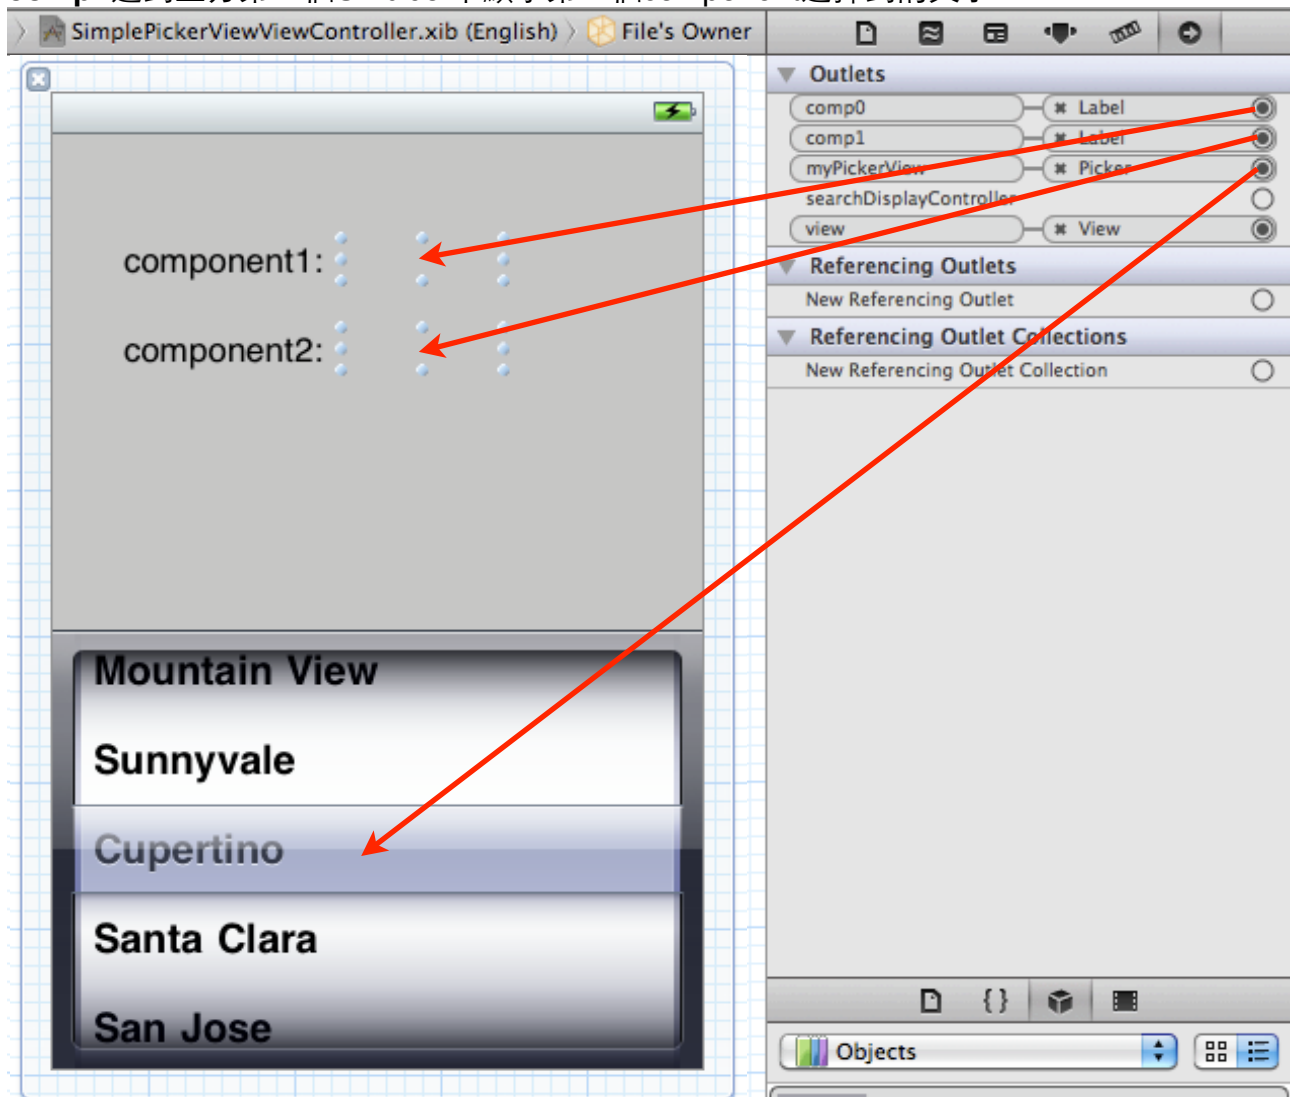 SimplePickerViewViewController.xib (English) File's Owner
component1:
component2:
Mountain View
Sunnyvale
Cupertino
Santa Clara
San Jose
Outlets
comp0 Label
comp1 Label
myPickerView Picker
searchDisplayController
view View
Referencing Outlets
New Referencing Outlet
Referencing Outlet Collections
New Referencing Outlet Collection
{}
Objects